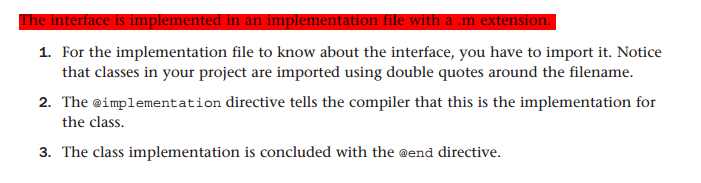 The interface is implemented in an implementation file with a .m extension.
1. For the implementation file to know about the interface, you have to import it. Notice
that classes in your project are imported using double quotes around the filename.
2. The @implementation directive tells the compiler that this is the implementation for
the class.
3. The class implementation is concluded with the @end directive.